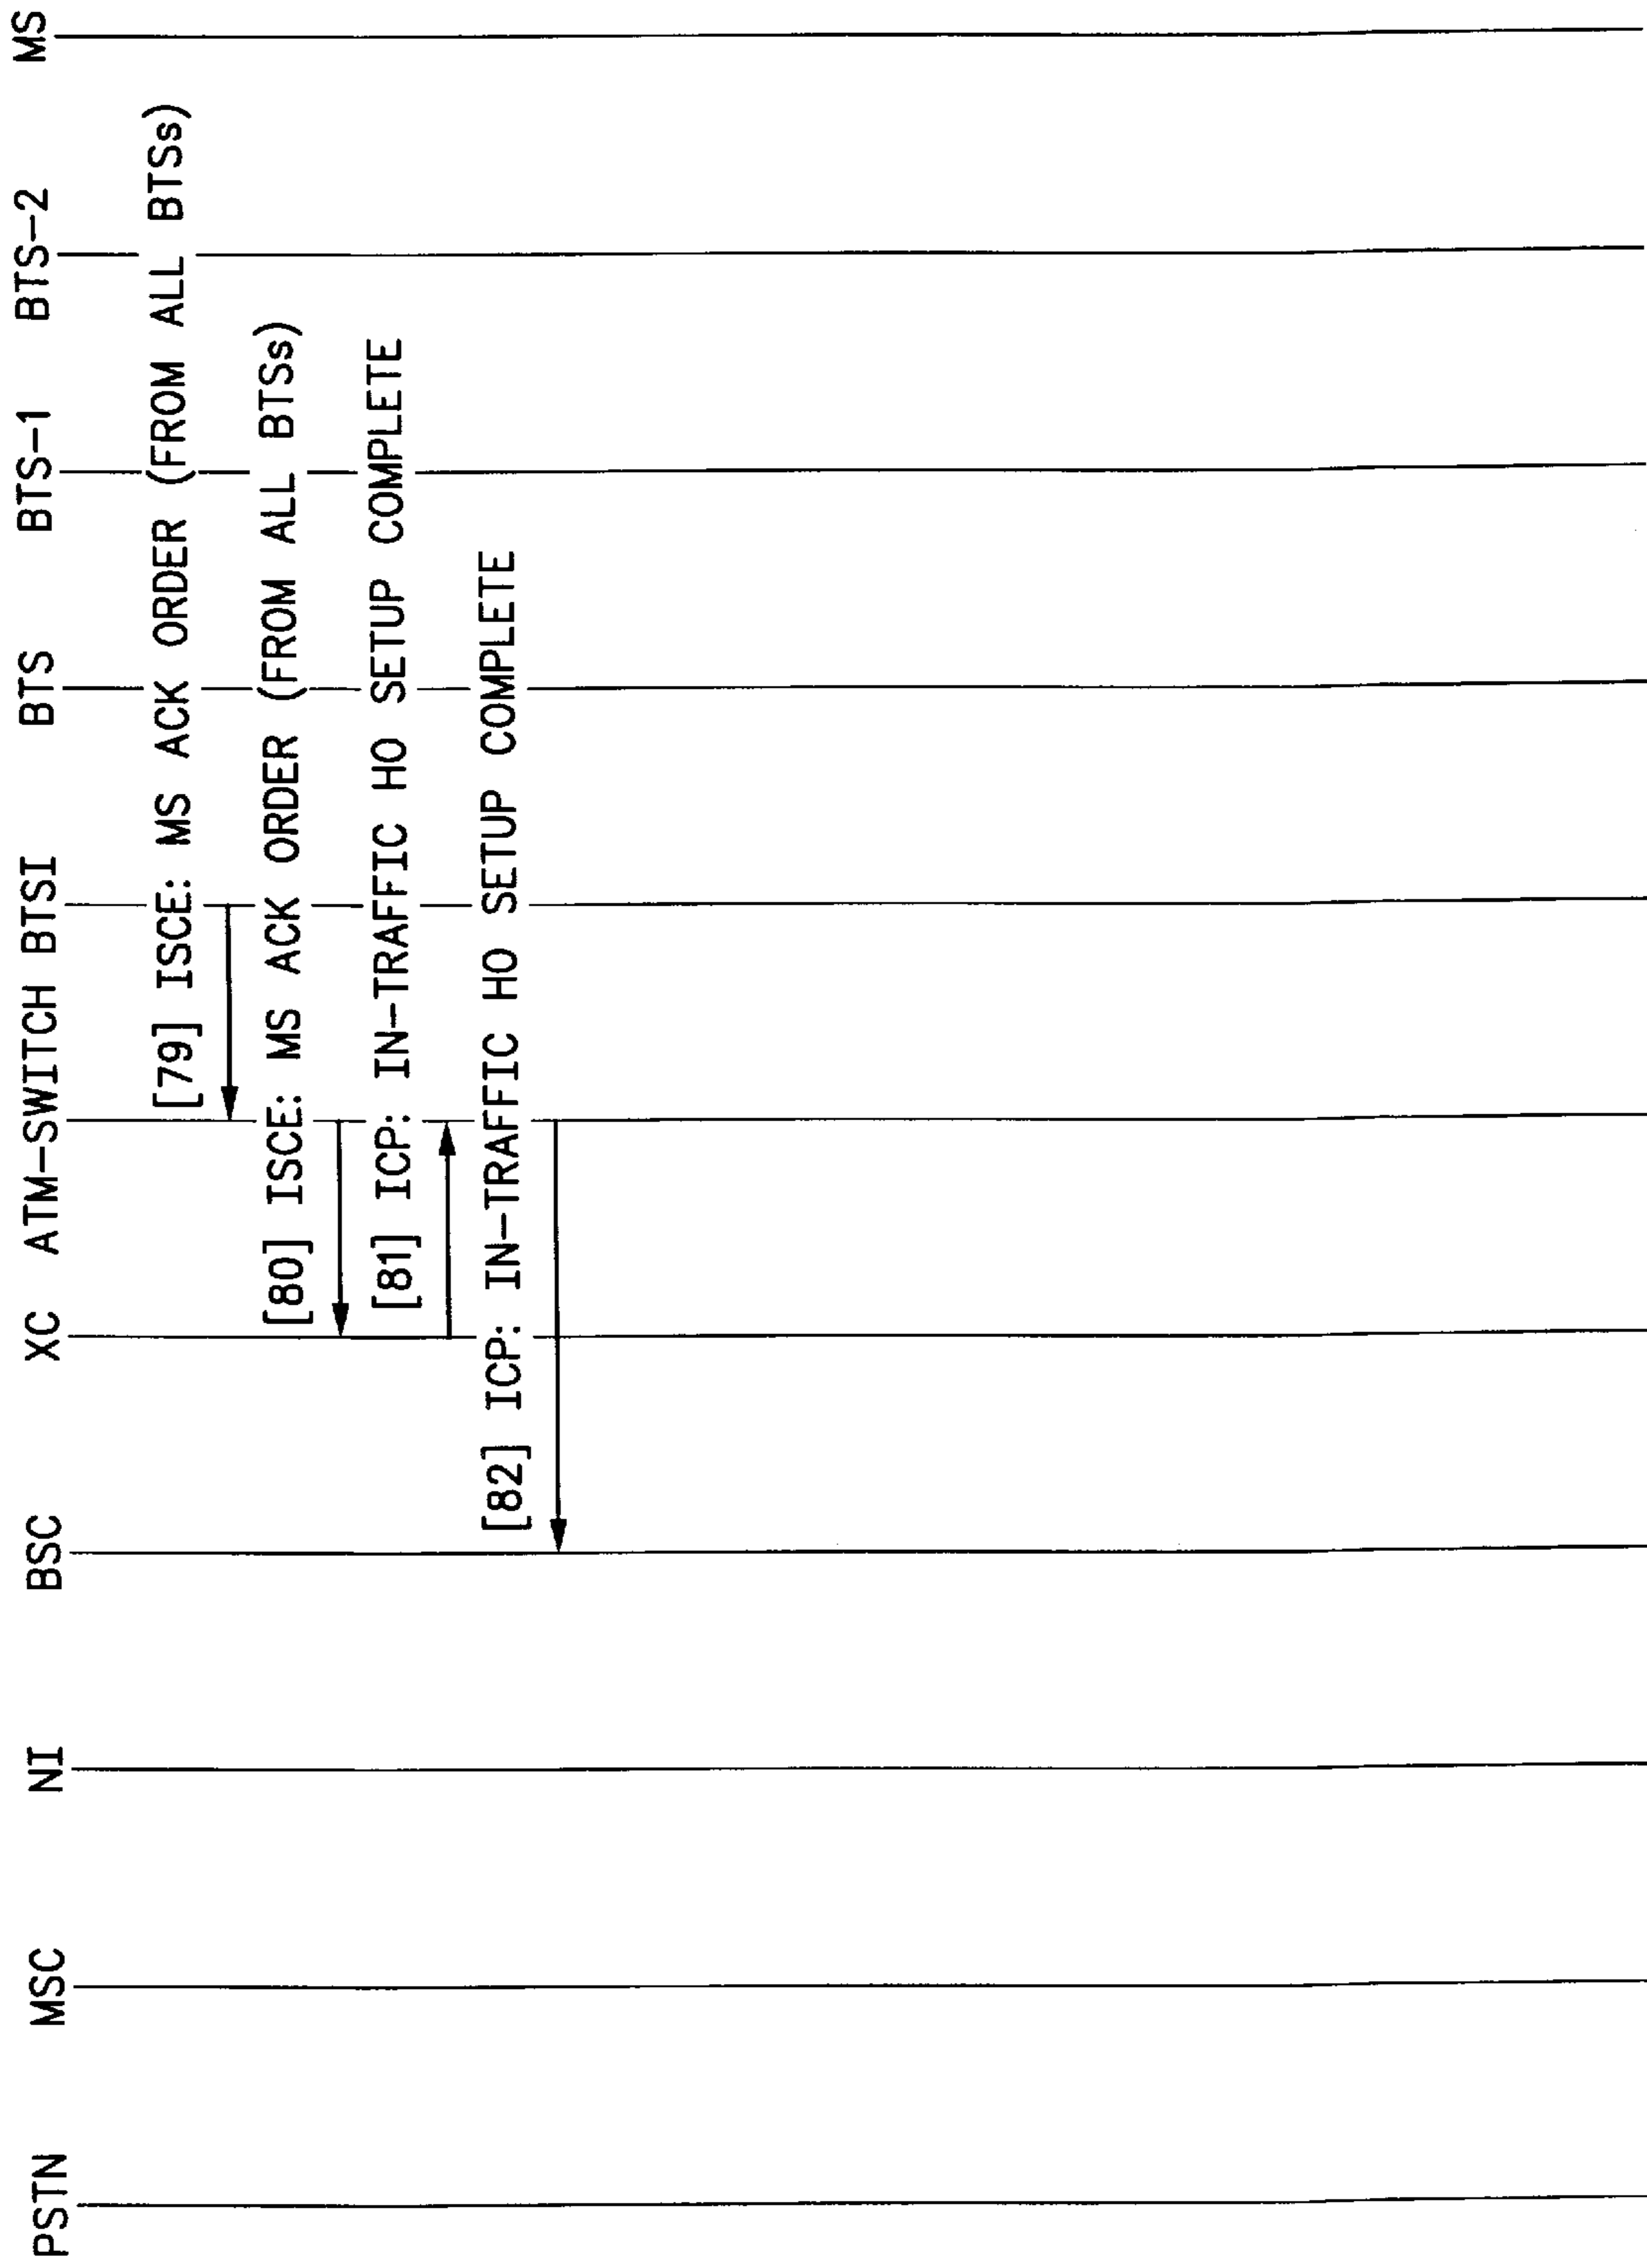 PSTN MSC NI BSC XC ATM-SWITCH BTSI BTS BTS-1 BTS-2 MS
[79] ISCE: MS ACK ORDER (FROM ALL BTSs)
[80] ISCE: MS ACK ORDER (FROM ALL BTSs)
[81] ICP: IN-TRAFFIC HO SETUP COMPLETE
[82] ICP: IN-TRAFFIC HO SETUP COMPLETE